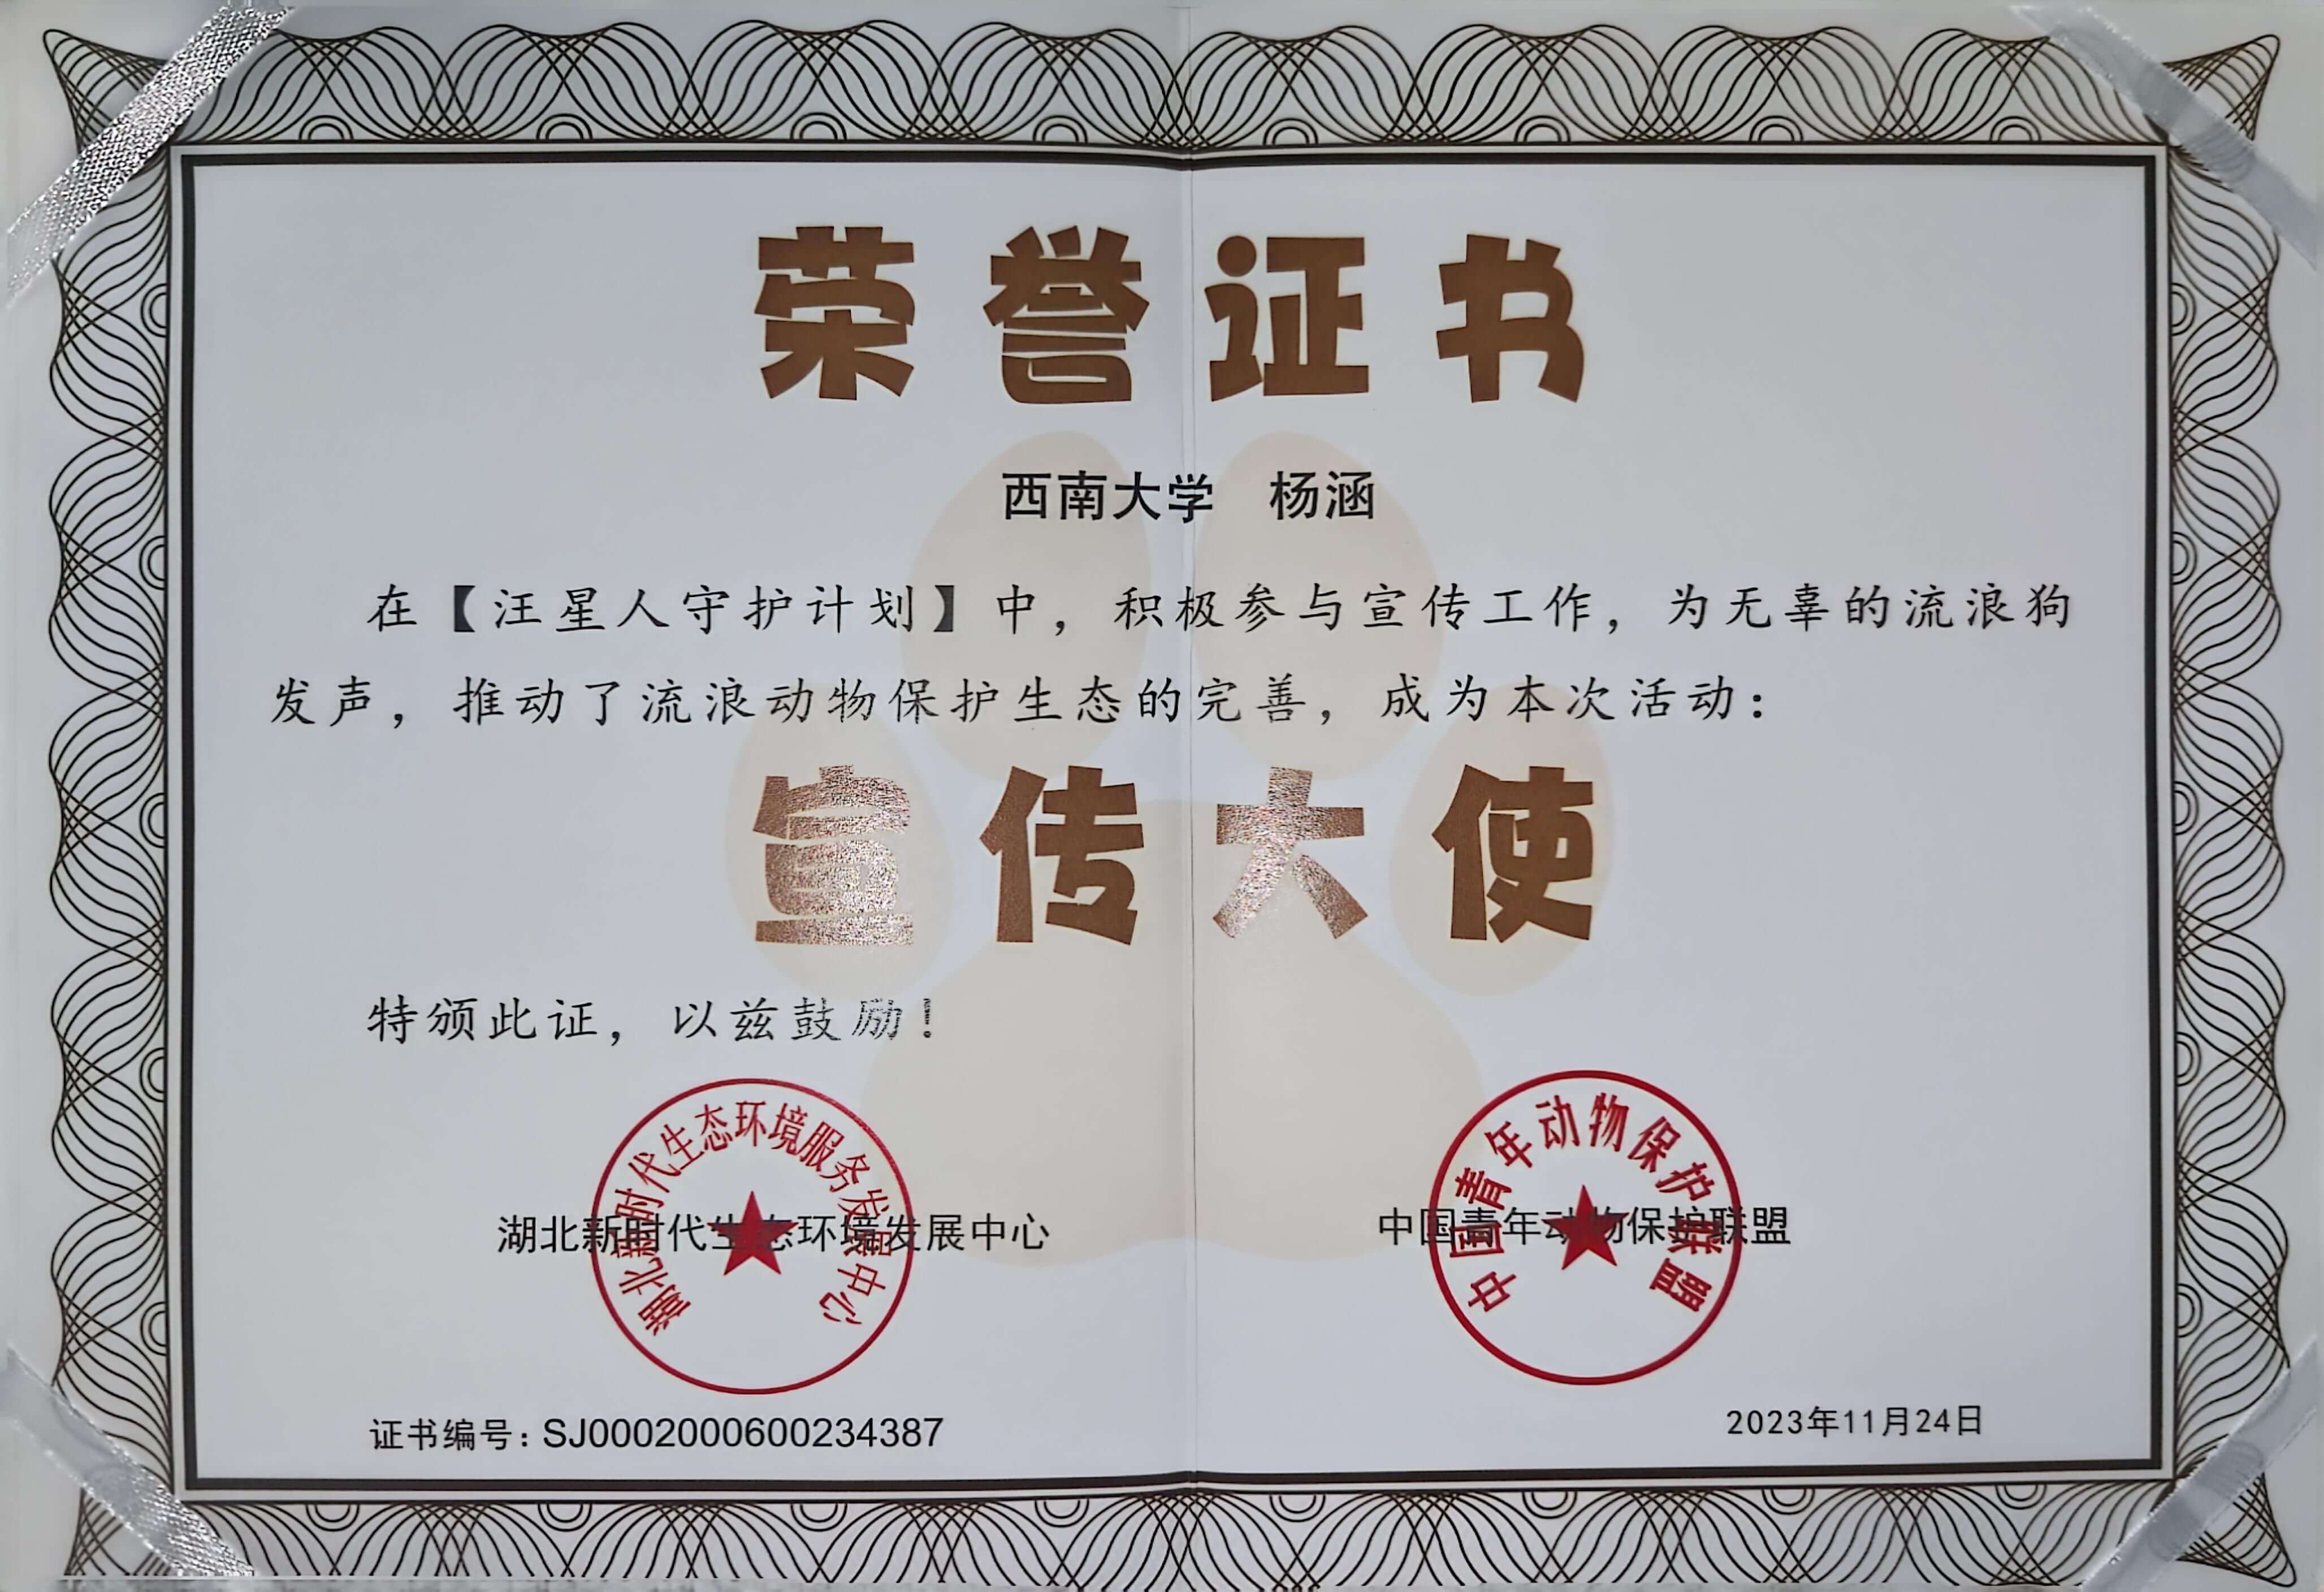 荣誉证书
西南大学　杨涵
在【汪星人守护计划】中，积极参与宣传工作，为无辜的流浪狗
发声，推动了流浪动物保护生态的完善，成为本次活动：
宣传大使
特颁此证，以兹鼓励！
湖北新时代生态环境服务发展中心
湖北新时代生态环境发展中心
中国青年动物保护联盟
中国青年动物保护联盟
证书编号：SJ0002000600234387
2023年11月24日